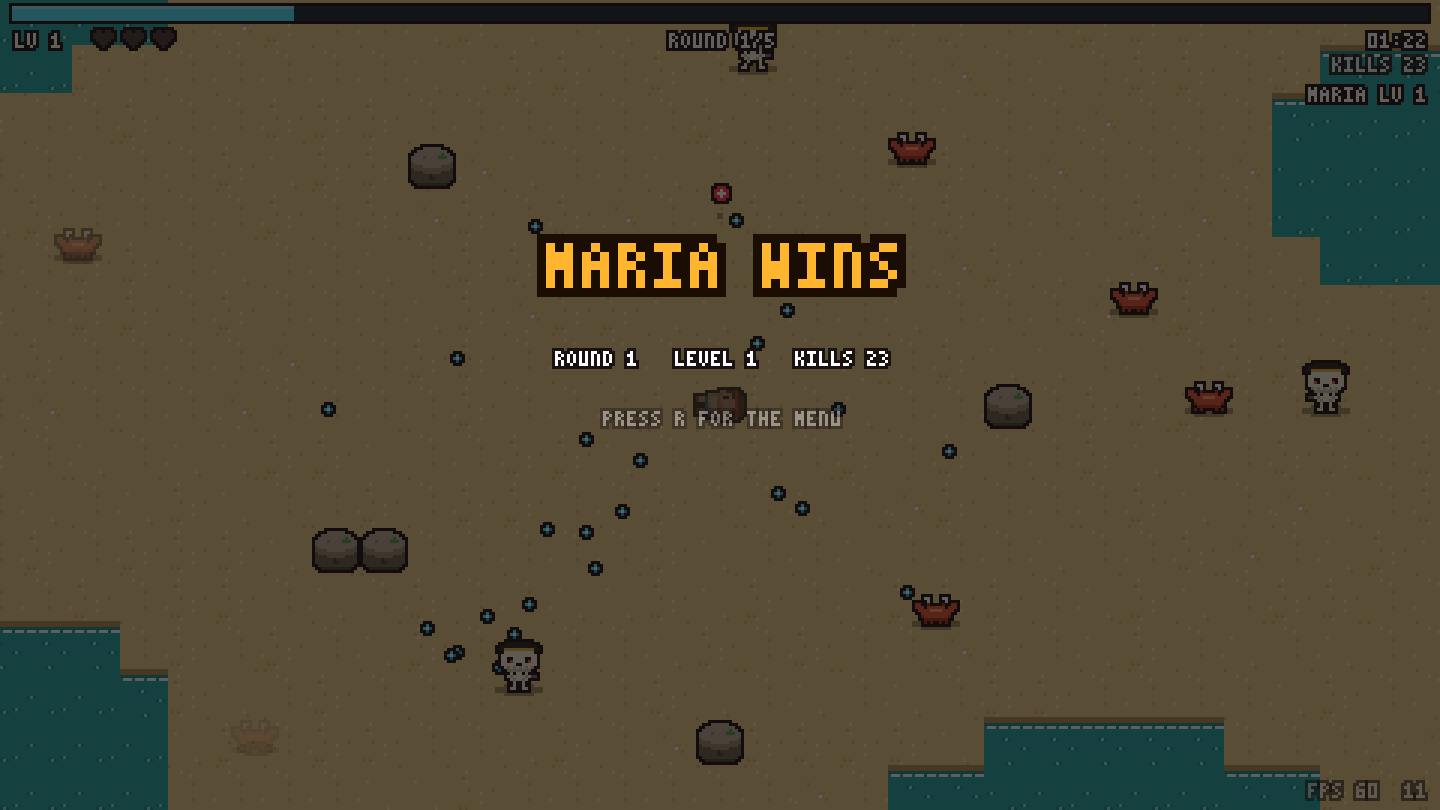 LV 1
ROUND 1/5
01:22
KILLS 23
MARIA LV 1
MARIA WINS
ROUND 1 LEVEL 1 KILLS 23
PRESS R FOR THE MENU
FPS 60 11